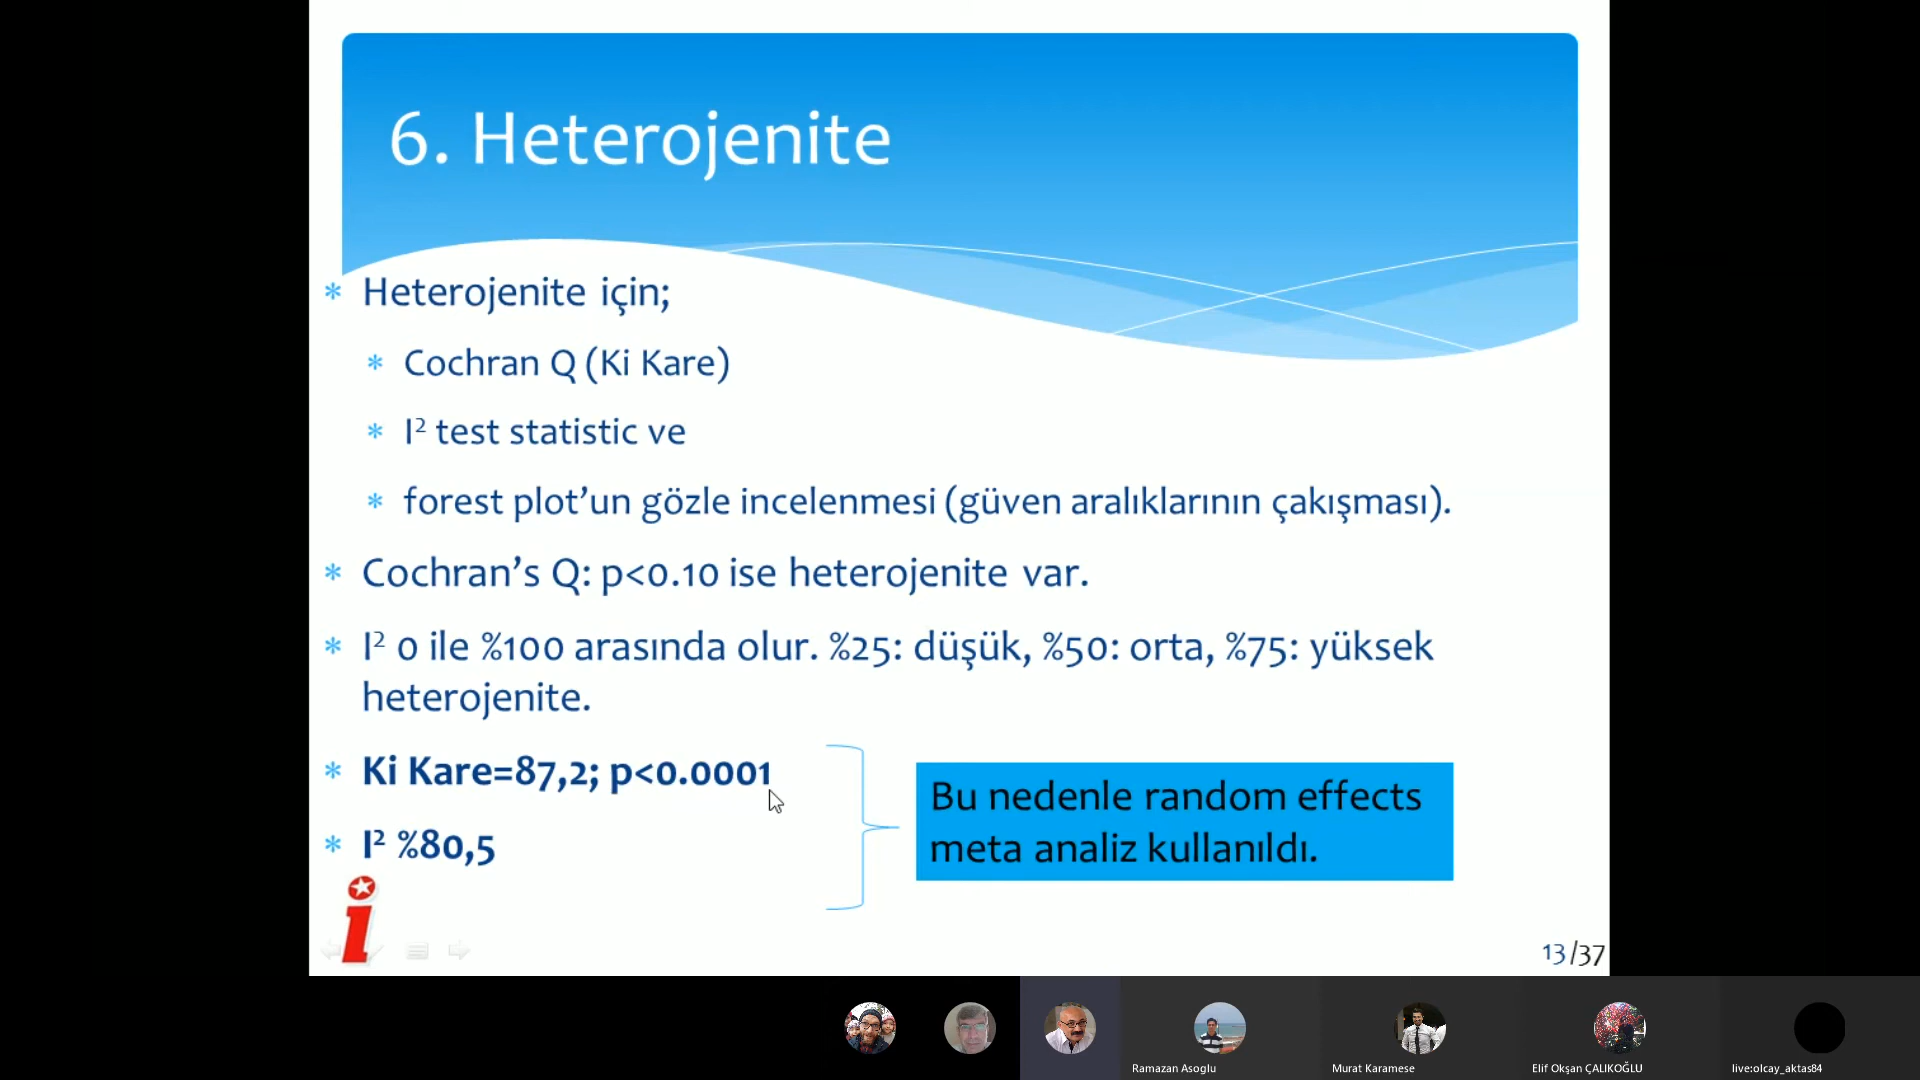 6. Heterojenite
* Heterojenite için;
* Cochran Q (Ki Kare)
* I² test statistic ve
* forest plot’un gözle incelenmesi (güven aralıklarının çakışması).
* Cochran’s Q: p<0.10 ise heterojenite var.
* I² 0 ile %100 arasında olur. %25: düşük, %50: orta, %75: yüksek
heterojenite.
* Ki Kare=87,2; p<0.0001
* I² %80,5
Bu nedenle random effects
meta analiz kullanıldı.
i
13/37
Ramazan Asoglu
Murat Karamese
Elif Okşan ÇALIKOĞLU
live:olcay_aktas84